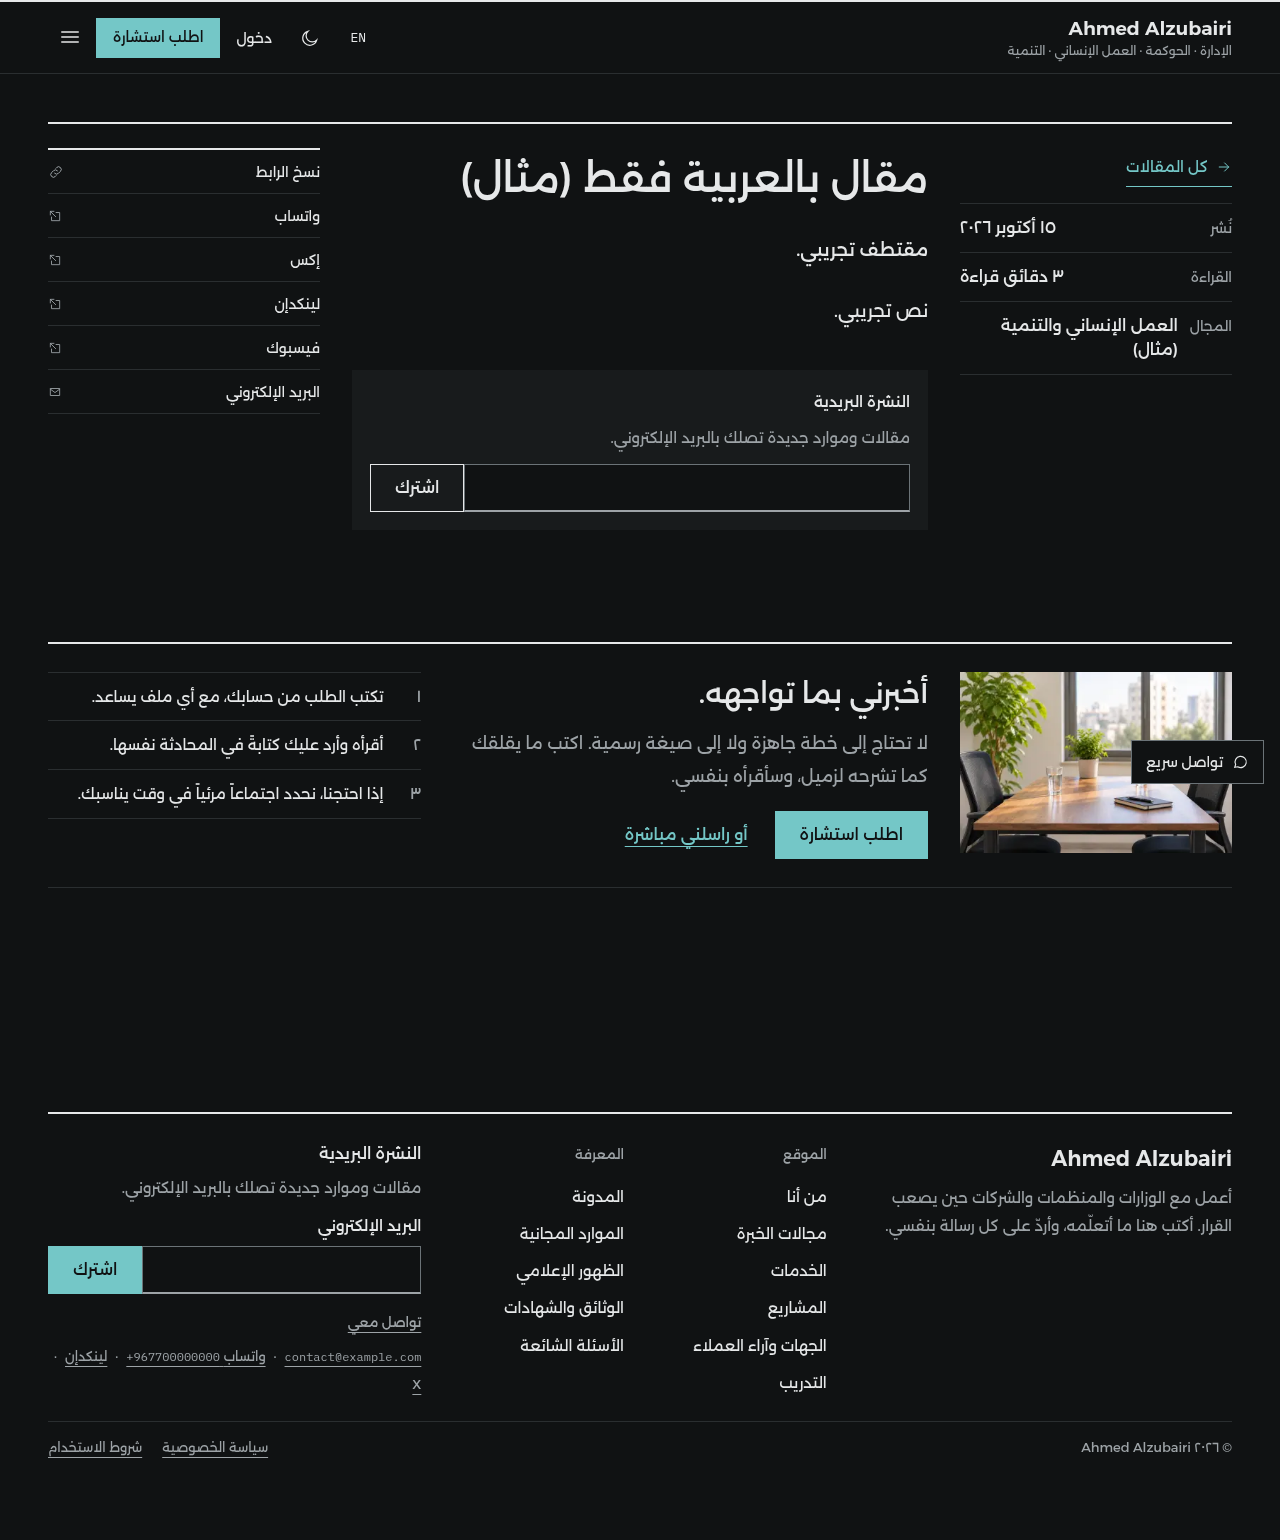 Ahmed Alzubairi
الإدارة · الحوكمة · العمل الإنساني · التنمية
EN
دخول
اطلب استشارة
كل المقالات
نُشر
١٥ أكتوبر ٢٠٢٦
القراءة
٣ دقائق قراءة
المجال
العمل الإنساني والتنمية
(مثال)
مقال بالعربية فقط (مثال)
مقتطف تجريبي.
نص تجريبي.
النشرة البريدية
مقالات وموارد جديدة تصلك بالبريد الإلكتروني.
اشترك
نسخ الرابط
واتساب
إكس
لينكدإن
فيسبوك
البريد الإلكتروني
تواصل سريع
أخبرني بما تواجهه.
لا تحتاج إلى خطة جاهزة ولا إلى صيغة رسمية. اكتب ما يقلقك
كما تشرحه لزميل، وسأقرأه بنفسي.
اطلب استشارة
أو راسلني مباشرة
١ تكتب الطلب من حسابك، مع أي ملف يساعد.
٢ أقرأه وأرد عليك كتابةً في المحادثة نفسها.
٣ إذا احتجنا، نحدد اجتماعاً مرئياً في وقت يناسبك.
Ahmed Alzubairi
أعمل مع الوزارات والمنظمات والشركات حين يصعب
القرار. أكتب هنا ما أتعلّمه، وأردّ على كل رسالة بنفسي.
الموقع
من أنا
مجالات الخبرة
الخدمات
المشاريع
الجهات وآراء العملاء
التدريب
المعرفة
المدونة
الموارد المجانية
الظهور الإعلامي
الوثائق والشهادات
الأسئلة الشائعة
النشرة البريدية
مقالات وموارد جديدة تصلك بالبريد الإلكتروني.
البريد الإلكتروني
اشترك
تواصل معي
contact@example.com · واتساب +967700000000 · لينكدإن ·
X
© ٢٠٢٦ Ahmed Alzubairi
سياسة الخصوصية
شروط الاستخدام